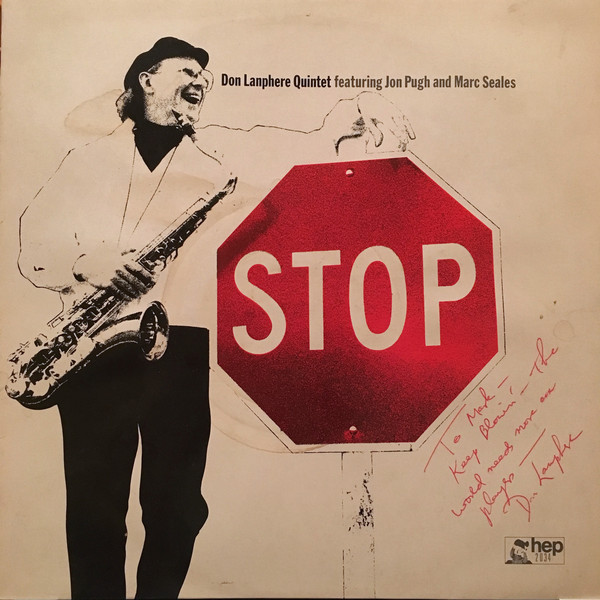 Don Lanphere Quintet featuring Jon Pugh and Marc Seales
STOP
To Mark –
Keep Blowin' – The
world needs more
players –
Don Lanphere
hep
2034